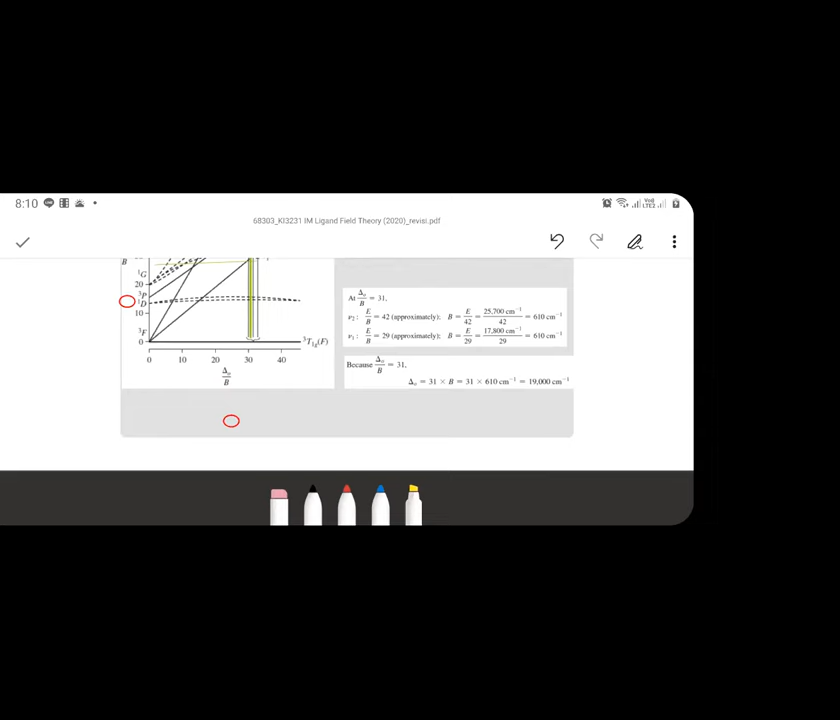 8:10
VoD
LTE2
68303_KI3231 IM Ligand Field Theory (2020)_revisi.pdf
B
¹G
20
³P
¹D
10
³F
0
³T₁g(F)
0 10 20 30 40
Δₒ/B
At Δₒ/B = 31,
ν₂: E/B = 42 (approximately); B = E/42 = 25,700 cm⁻¹/42 = 610 cm⁻¹
ν₁: E/B = 29 (approximately); B = E/29 = 17,800 cm⁻¹/29 = 610 cm⁻¹
Because Δₒ/B = 31,
Δₒ = 31 × B = 31 × 610 cm⁻¹ = 19,000 cm⁻¹